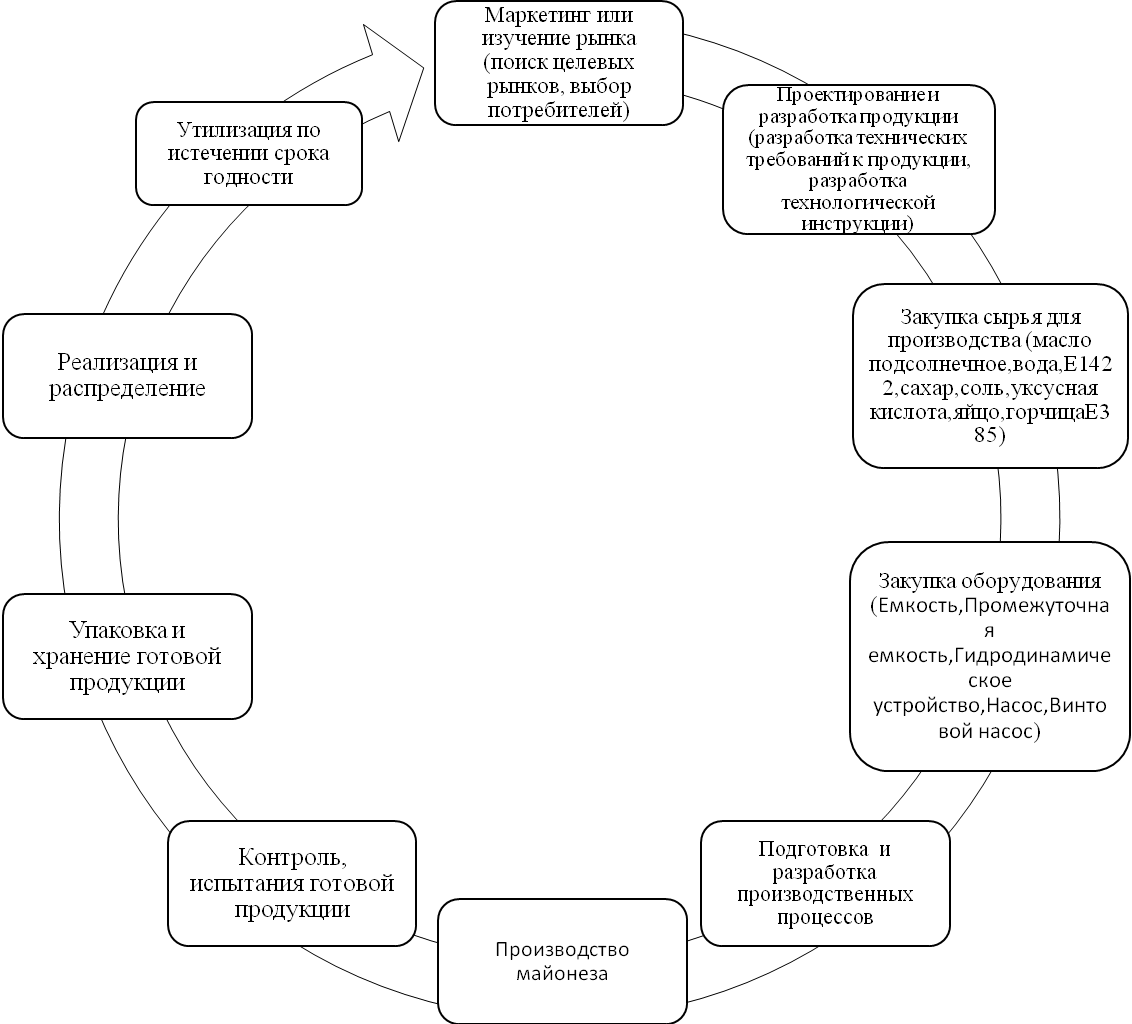 Маркетинг или
изучение рынка
(поиск целевых
рынков, выбор
потребителей)
Проектирование и
разработка продукции
(разработка технических
требований к продукции,
разработка
технологической
инструкции)
Закупка сырья для
производства (масло
подсолнечное,вода,Е142
2,сахар,соль,уксусная
кислота,яйцо,горчицаЕ3
85)
Закупка оборудования
(Емкость,Промежуточна
я
емкость,Гидродинамиче
ское
устройство,Насос,Винто
вой насос)
Подготовка и
разработка
производственных
процессов
Производство
майонеза
Контроль,
испытания готовой
продукции
Упаковка и
хранение готовой
продукции
Реализация и
распределение
Утилизация по
истечении срока
годности